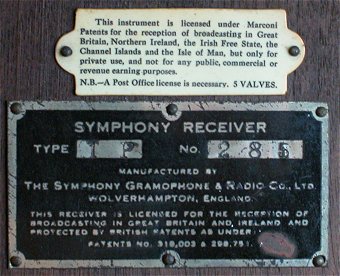 This instrument is licensed under Marconi
Patents for the reception of broadcasting in Great
Britain, Northern Ireland, the Irish Free State, the
Channel Islands and the Isle of Man, but only for
private use, and not for any public, commercial or
revenue earning purposes.
N.B.—A Post Office license is necessary. 5 VALVES.
SYMPHONY RECEIVER
TYPE No. 285
MANUFACTURED BY
THE SYMPHONY GRAMOPHONE & RADIO CO., LTD.
WOLVERHAMPTON, ENGLAND.
THIS RECEIVER IS LICENSED FOR THE RECEPTION OF
BROADCASTING IN GREAT BRITAIN AND, IRELAND AND
PROTECTED BY BRITISH PATENTS AS UNDER
PATENTS NO. 319,003 &